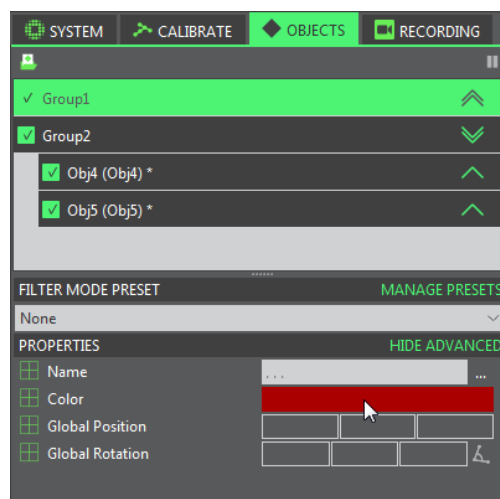 SYSTEM CALIBRATE OBJECTS RECORDING
Group1
Group2
Obj4 (Obj4) *
Obj5 (Obj5) *
FILTER MODE PRESET MANAGE PRESETS
None
PROPERTIES HIDE ADVANCED
Name ... ...
Color
Global Position
Global Rotation